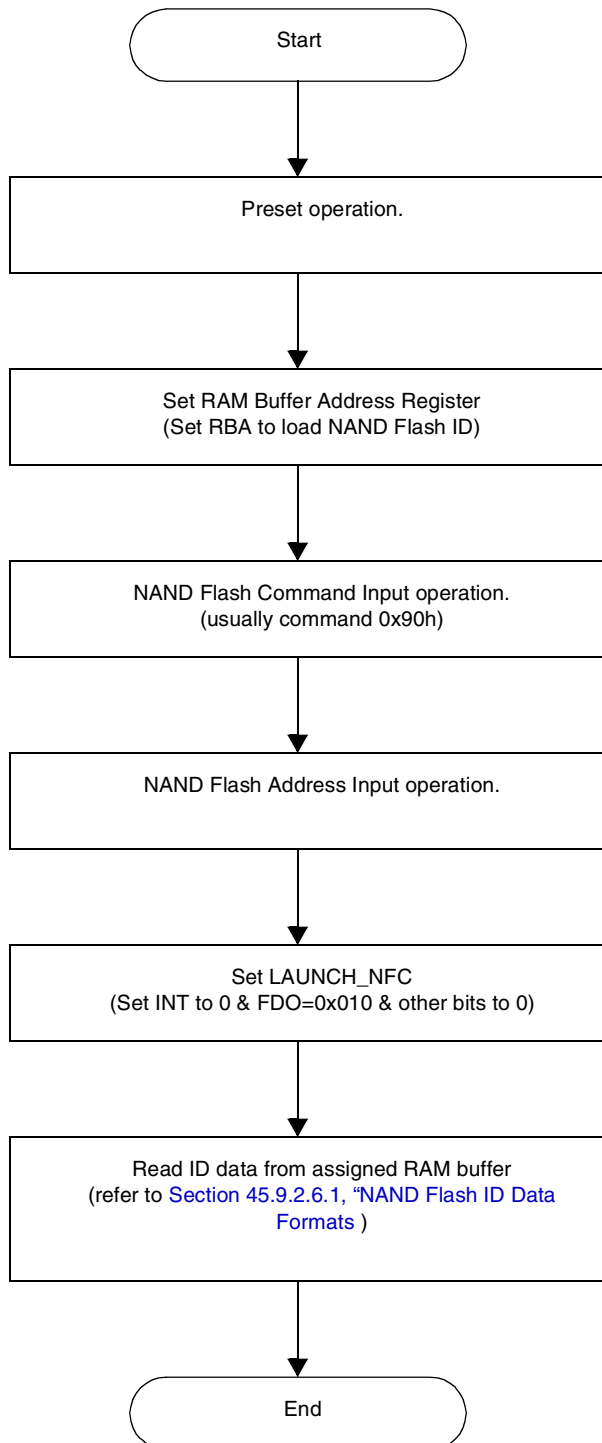 Start
Preset operation.
Set RAM Buffer Address Register
(Set RBA to load NAND Flash ID)
NAND Flash Command Input operation.
(usually command 0x90h)
NAND Flash Address Input operation.
Set LAUNCH_NFC
(Set INT to 0 & FDO=0x010 & other bits to 0)
Read ID data from assigned RAM buffer
(refer to Section 45.9.2.6.1, “NAND Flash ID Data
Formats )
End